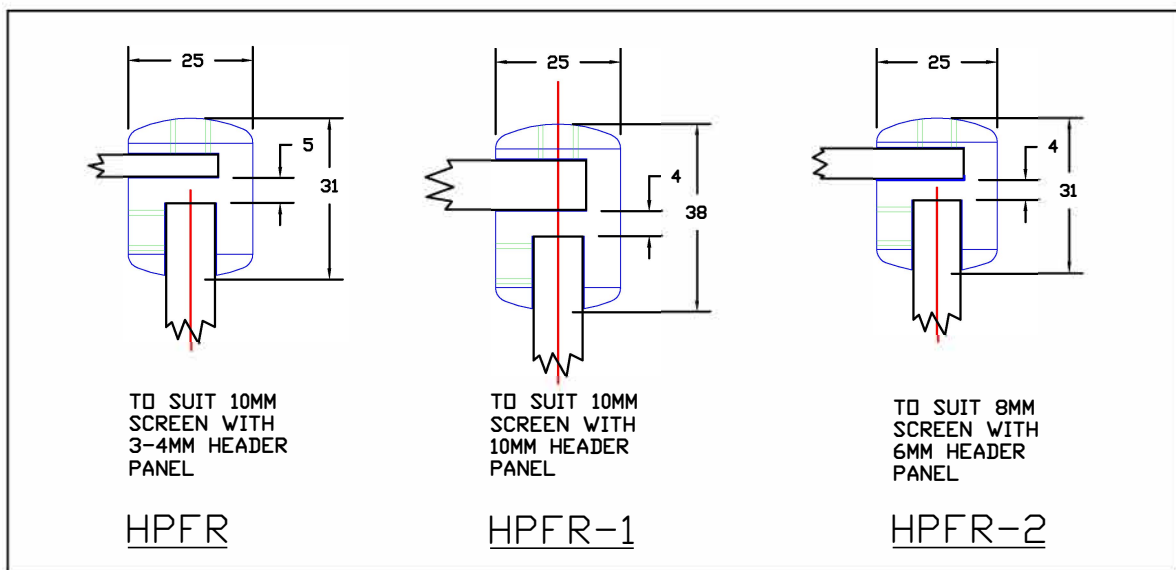 25
5
31
TO SUIT 10MM
SCREEN WITH
3-4MM HEADER
PANEL
HPFR
25
4
38
TO SUIT 10MM
SCREEN WITH
10MM HEADER
PANEL
HPFR-1
25
4
31
TO SUIT 8MM
SCREEN WITH
6MM HEADER
PANEL
HPFR-2